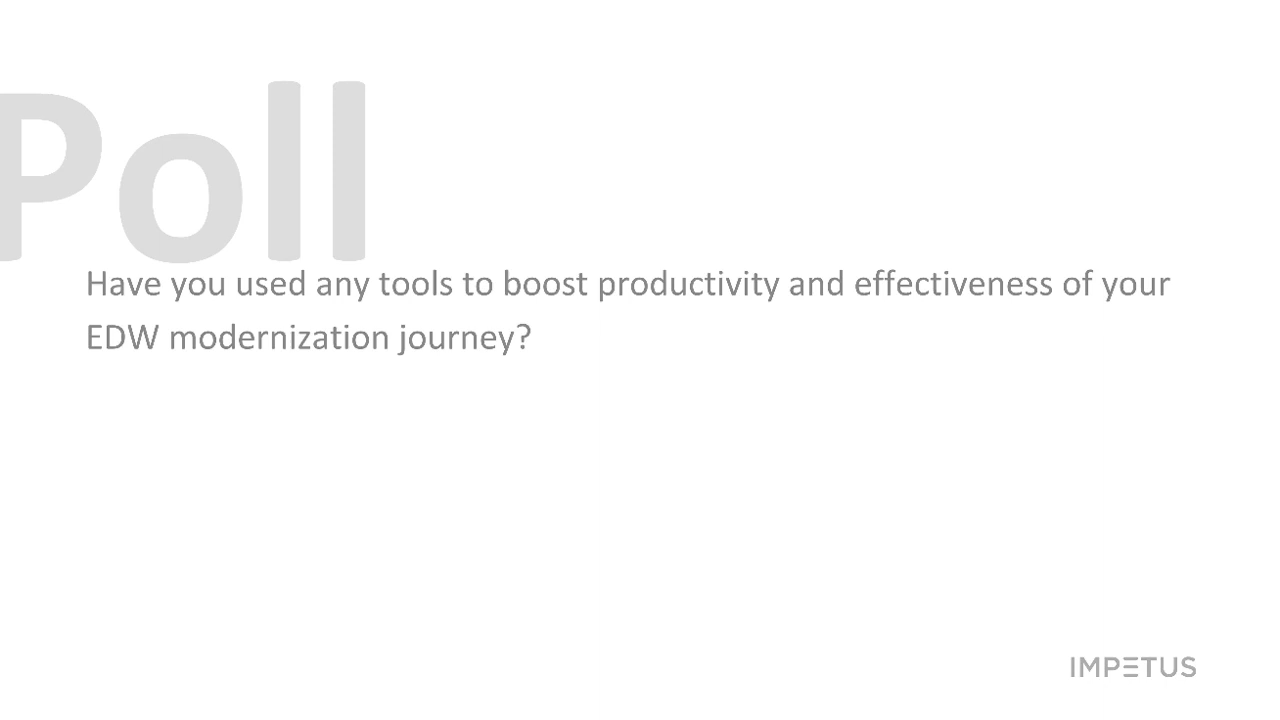 Poll
Have you used any tools to boost productivity and effectiveness of your
EDW modernization journey?
IMPETUS